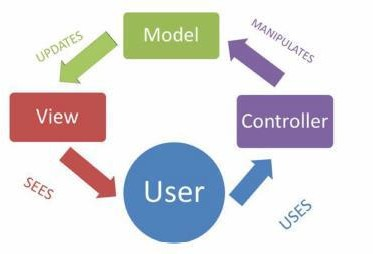 Model
UPDATES
MANIPULATES
View
Controller
SEES
User
USES